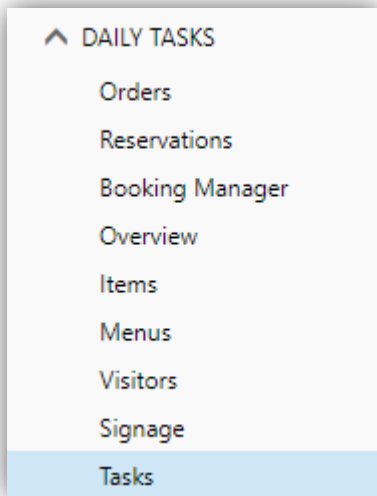 DAILY TASKS
Orders
Reservations
Booking Manager
Overview
Items
Menus
Visitors
Signage
Tasks